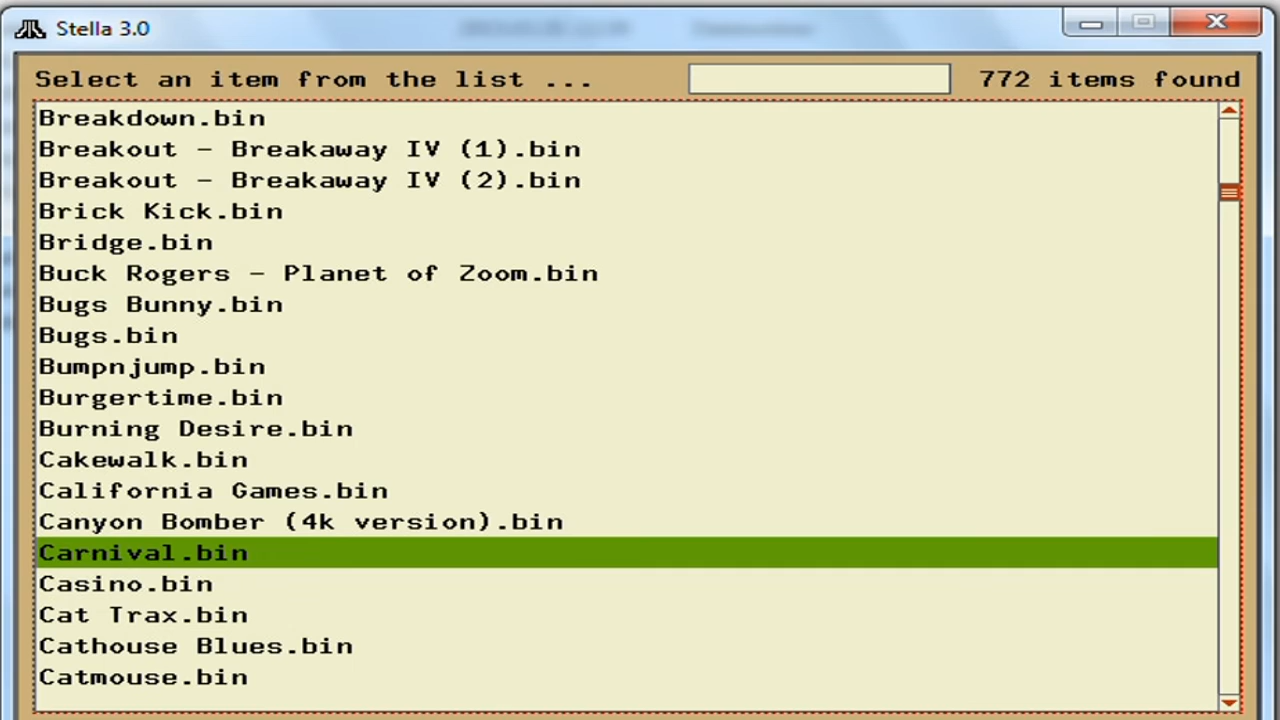 Stella 3.0
Select an item from the list ... 772 items found
Breakdown.bin
Breakout - Breakaway IV (1).bin
Breakout - Breakaway IV (2).bin
Brick Kick.bin
Bridge.bin
Buck Rogers - Planet of Zoom.bin
Bugs Bunny.bin
Bugs.bin
Bumpnjump.bin
Burgertime.bin
Burning Desire.bin
Cakewalk.bin
California Games.bin
Canyon Bomber (4k version).bin
Carnival.bin
Casino.bin
Cat Trax.bin
Cathouse Blues.bin
Catmouse.bin